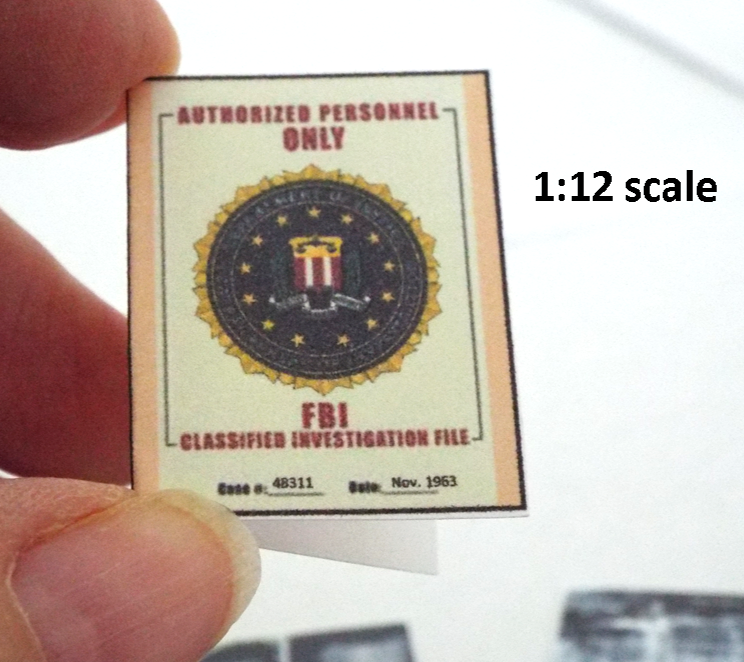 AUTHORIZED PERSONNEL
ONLY
1:12 scale
FBI
CLASSIFIED INVESTIGATION FILE
Case #: 48311 Date: Nov. 1963